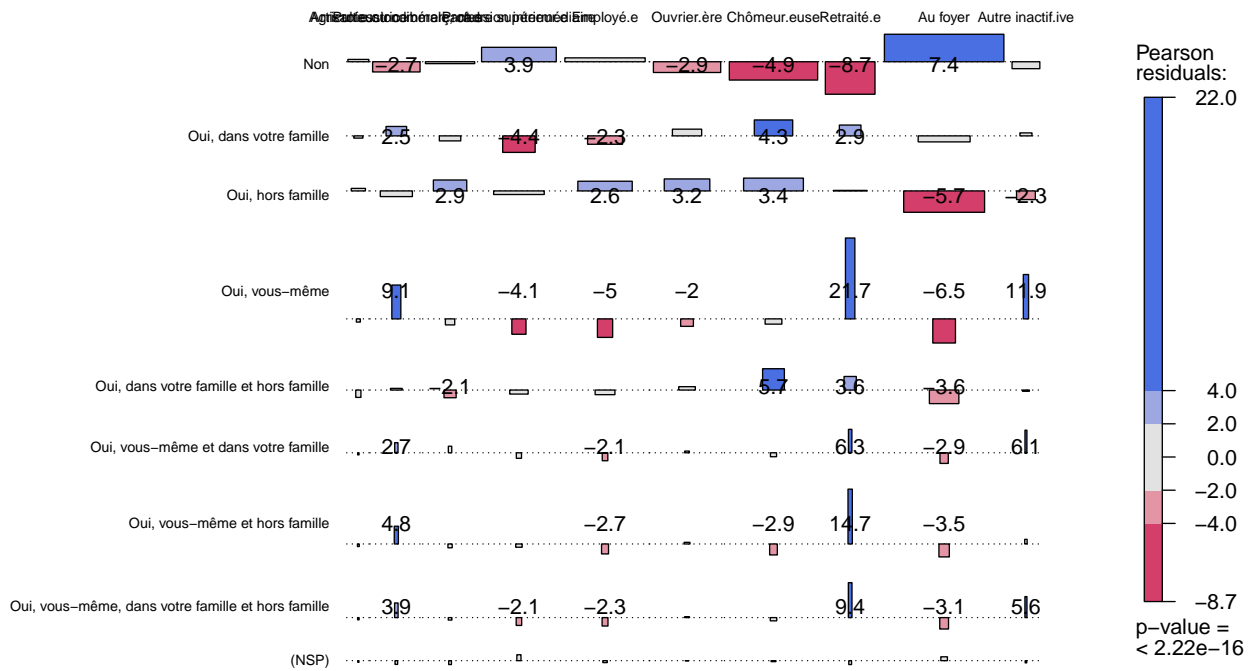 Employé.e Ouvrier.ère Chômeur.euse Retraité.e Au foyer Autre inactif.ive
Pearson
residuals:
Non −2.7 3.9 −2.9 −4.9 −8.7 7.4
22.0
Oui, dans votre famille 2.5 −4.4 −2.3 4.3 2.9
Oui, hors famille 2.9 2.6 3.2 3.4 −5.7 −2.3
Oui, vous−même 9.1 −4.1 −5 −2 21.7 −6.5 11.9
Oui, dans votre famille et hors famille −2.1 5.7 3.6 −3.6
4.0
2.0
Oui, vous−même et dans votre famille 2.7 −2.1 6.3 −2.9 6.1
0.0
−2.0
Oui, vous−même et hors famille 4.8 −2.7 −2.9 14.7 −3.5
−4.0
Oui, vous−même, dans votre famille et hors famille 3.9 −2.1 −2.3 9.4 −3.1 5.6
−8.7
p−value =
< 2.22e−16
(NSP)